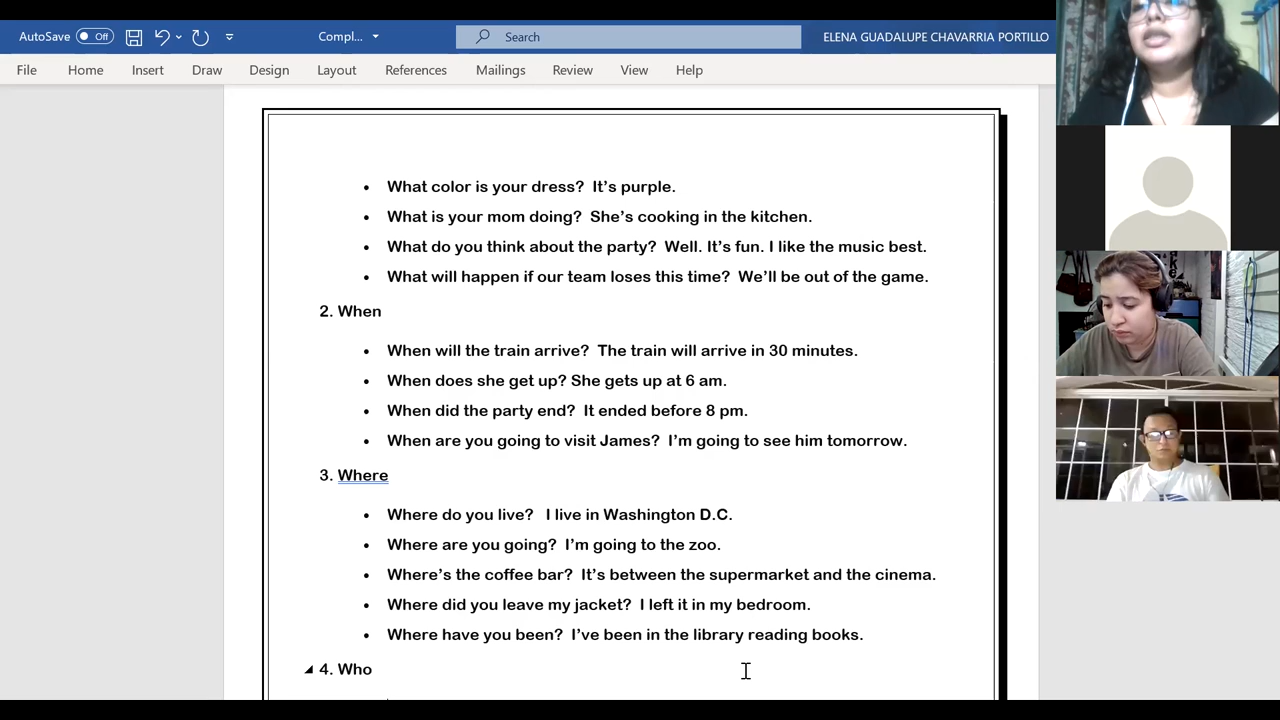 AutoSave Off Compl... Search ELENA GUADALUPE CHAVARRIA PORTILLO
File Home Insert Draw Design Layout References Mailings Review View Help
• What color is your dress?  It’s purple.
• What is your mom doing?  She’s cooking in the kitchen.
• What do you think about the party?  Well. It’s fun. I like the music best.
• What will happen if our team loses this time?  We’ll be out of the game.
2. When
• When will the train arrive?  The train will arrive in 30 minutes.
• When does she get up? She gets up at 6 am.
• When did the party end?  It ended before 8 pm.
• When are you going to visit James?  I’m going to see him tomorrow.
3. Where
• Where do you live?   I live in Washington D.C.
• Where are you going?  I’m going to the zoo.
• Where’s the coffee bar?  It’s between the supermarket and the cinema.
• Where did you leave my jacket?  I left it in my bedroom.
• Where have you been?  I’ve been in the library reading books.
4. Who